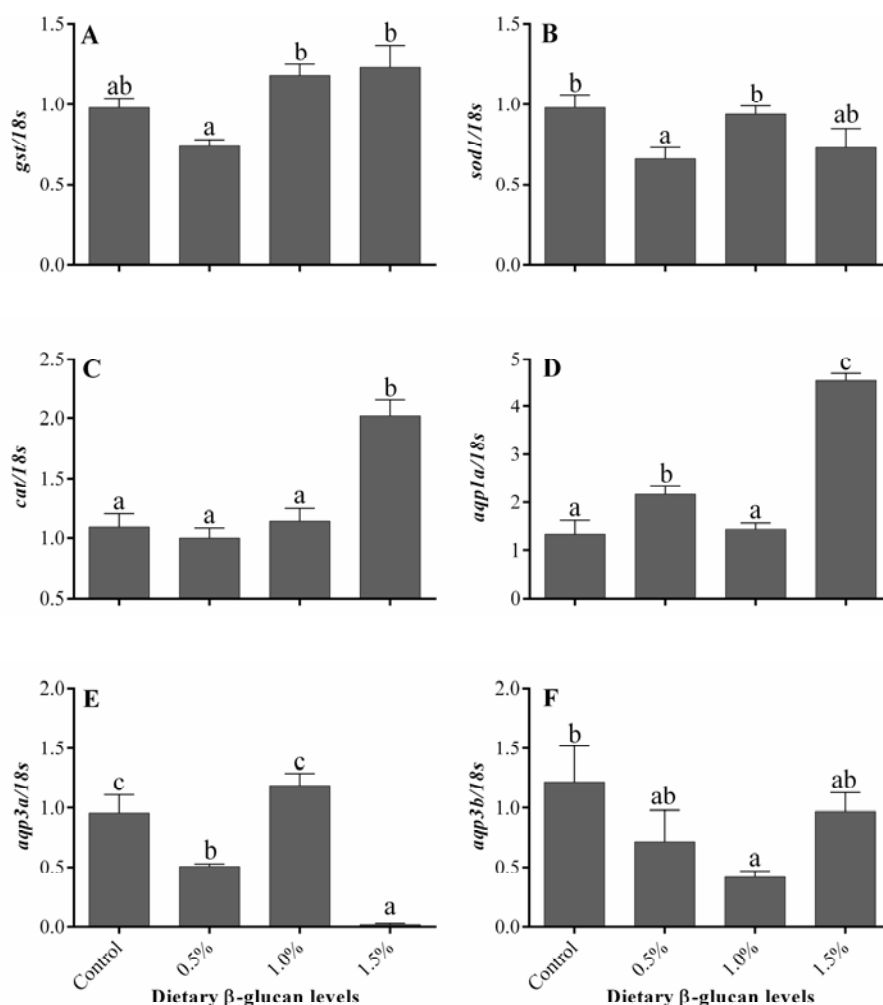 A
gst/18s
1.5
1.0
0.5
0.0
ab
a
b
b
B
sod1/18s
1.5
1.0
0.5
0.0
b
a
b
ab
C
cat/18s
2.5
2.0
1.5
1.0
0.5
a
a
a
b
D
aqp1a/18s
5
4
3
2
1
0
a
b
a
c
E
aqp3a/18s
2.0
1.5
1.0
0.5
0.0
c
b
c
a
Control
0.5%
1.0%
1.5%
Dietary β-glucan levels
F
aqp3b/18s
2.0
1.5
1.0
0.5
0.0
b
ab
a
ab
Control
0.5%
1.0%
1.5%
Dietary β-glucan levels